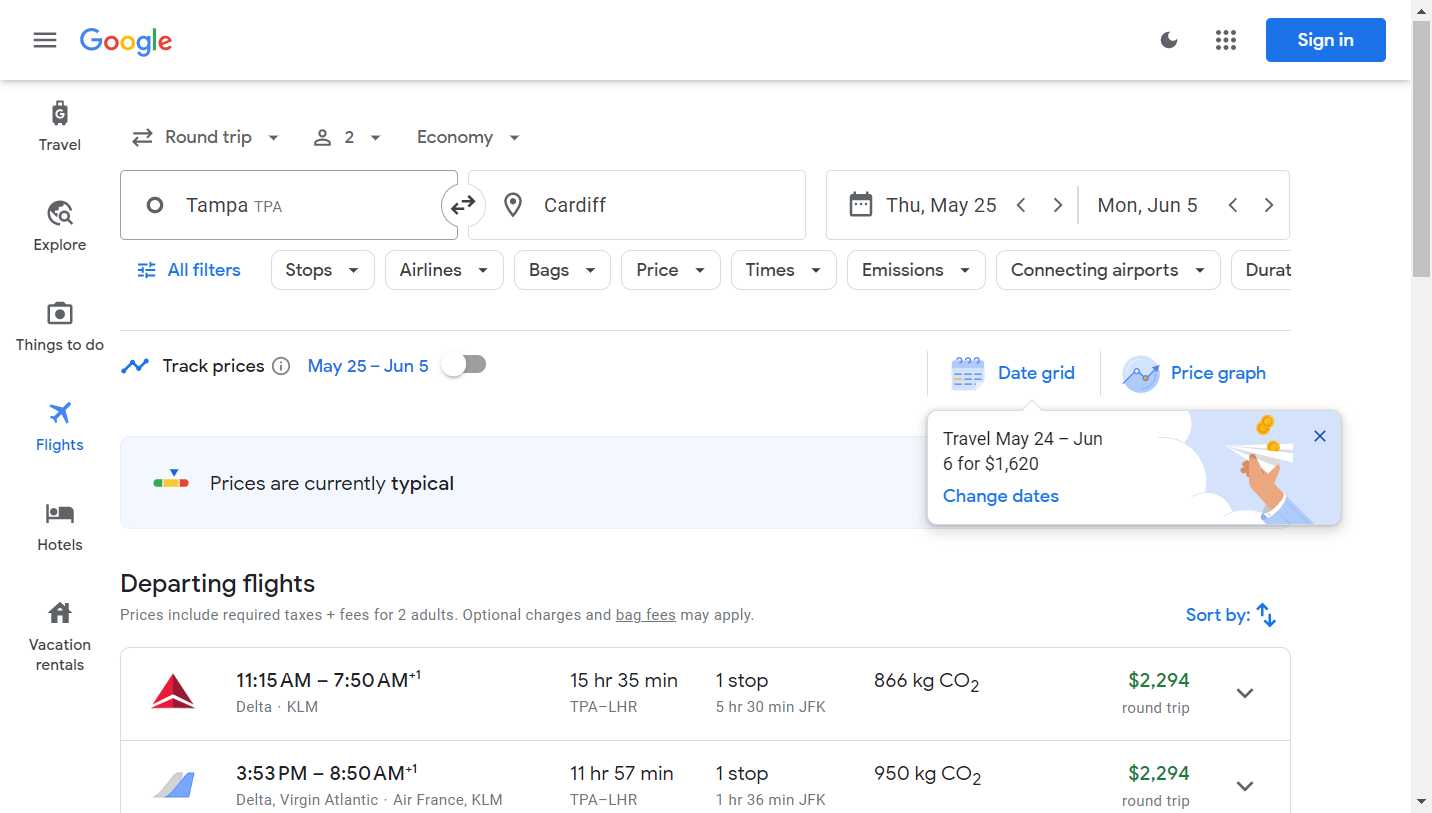 Google
Sign in
Travel
Explore
Things to do
Flights
Hotels
Vacation
rentals
Round trip
2
Economy
Tampa TPA
Cardiff
Thu, May 25
Mon, Jun 5
All filters
Stops
Airlines
Bags
Price
Times
Emissions
Connecting airports
Durat
Track prices
May 25 – Jun 5
Date grid
Price graph
Travel May 24 – Jun
6 for $1,620
Change dates
Prices are currently typical
Departing flights
Prices include required taxes + fees for 2 adults. Optional charges and bag fees may apply.
Sort by:
11:15 AM – 7:50 AM+1
Delta · KLM
15 hr 35 min
TPA–LHR
1 stop
5 hr 30 min JFK
866 kg CO2
$2,294
round trip
3:53 PM – 8:50 AM+1
Delta, Virgin Atlantic · Air France, KLM
11 hr 57 min
TPA–LHR
1 stop
1 hr 36 min JFK
950 kg CO2
$2,294
round trip